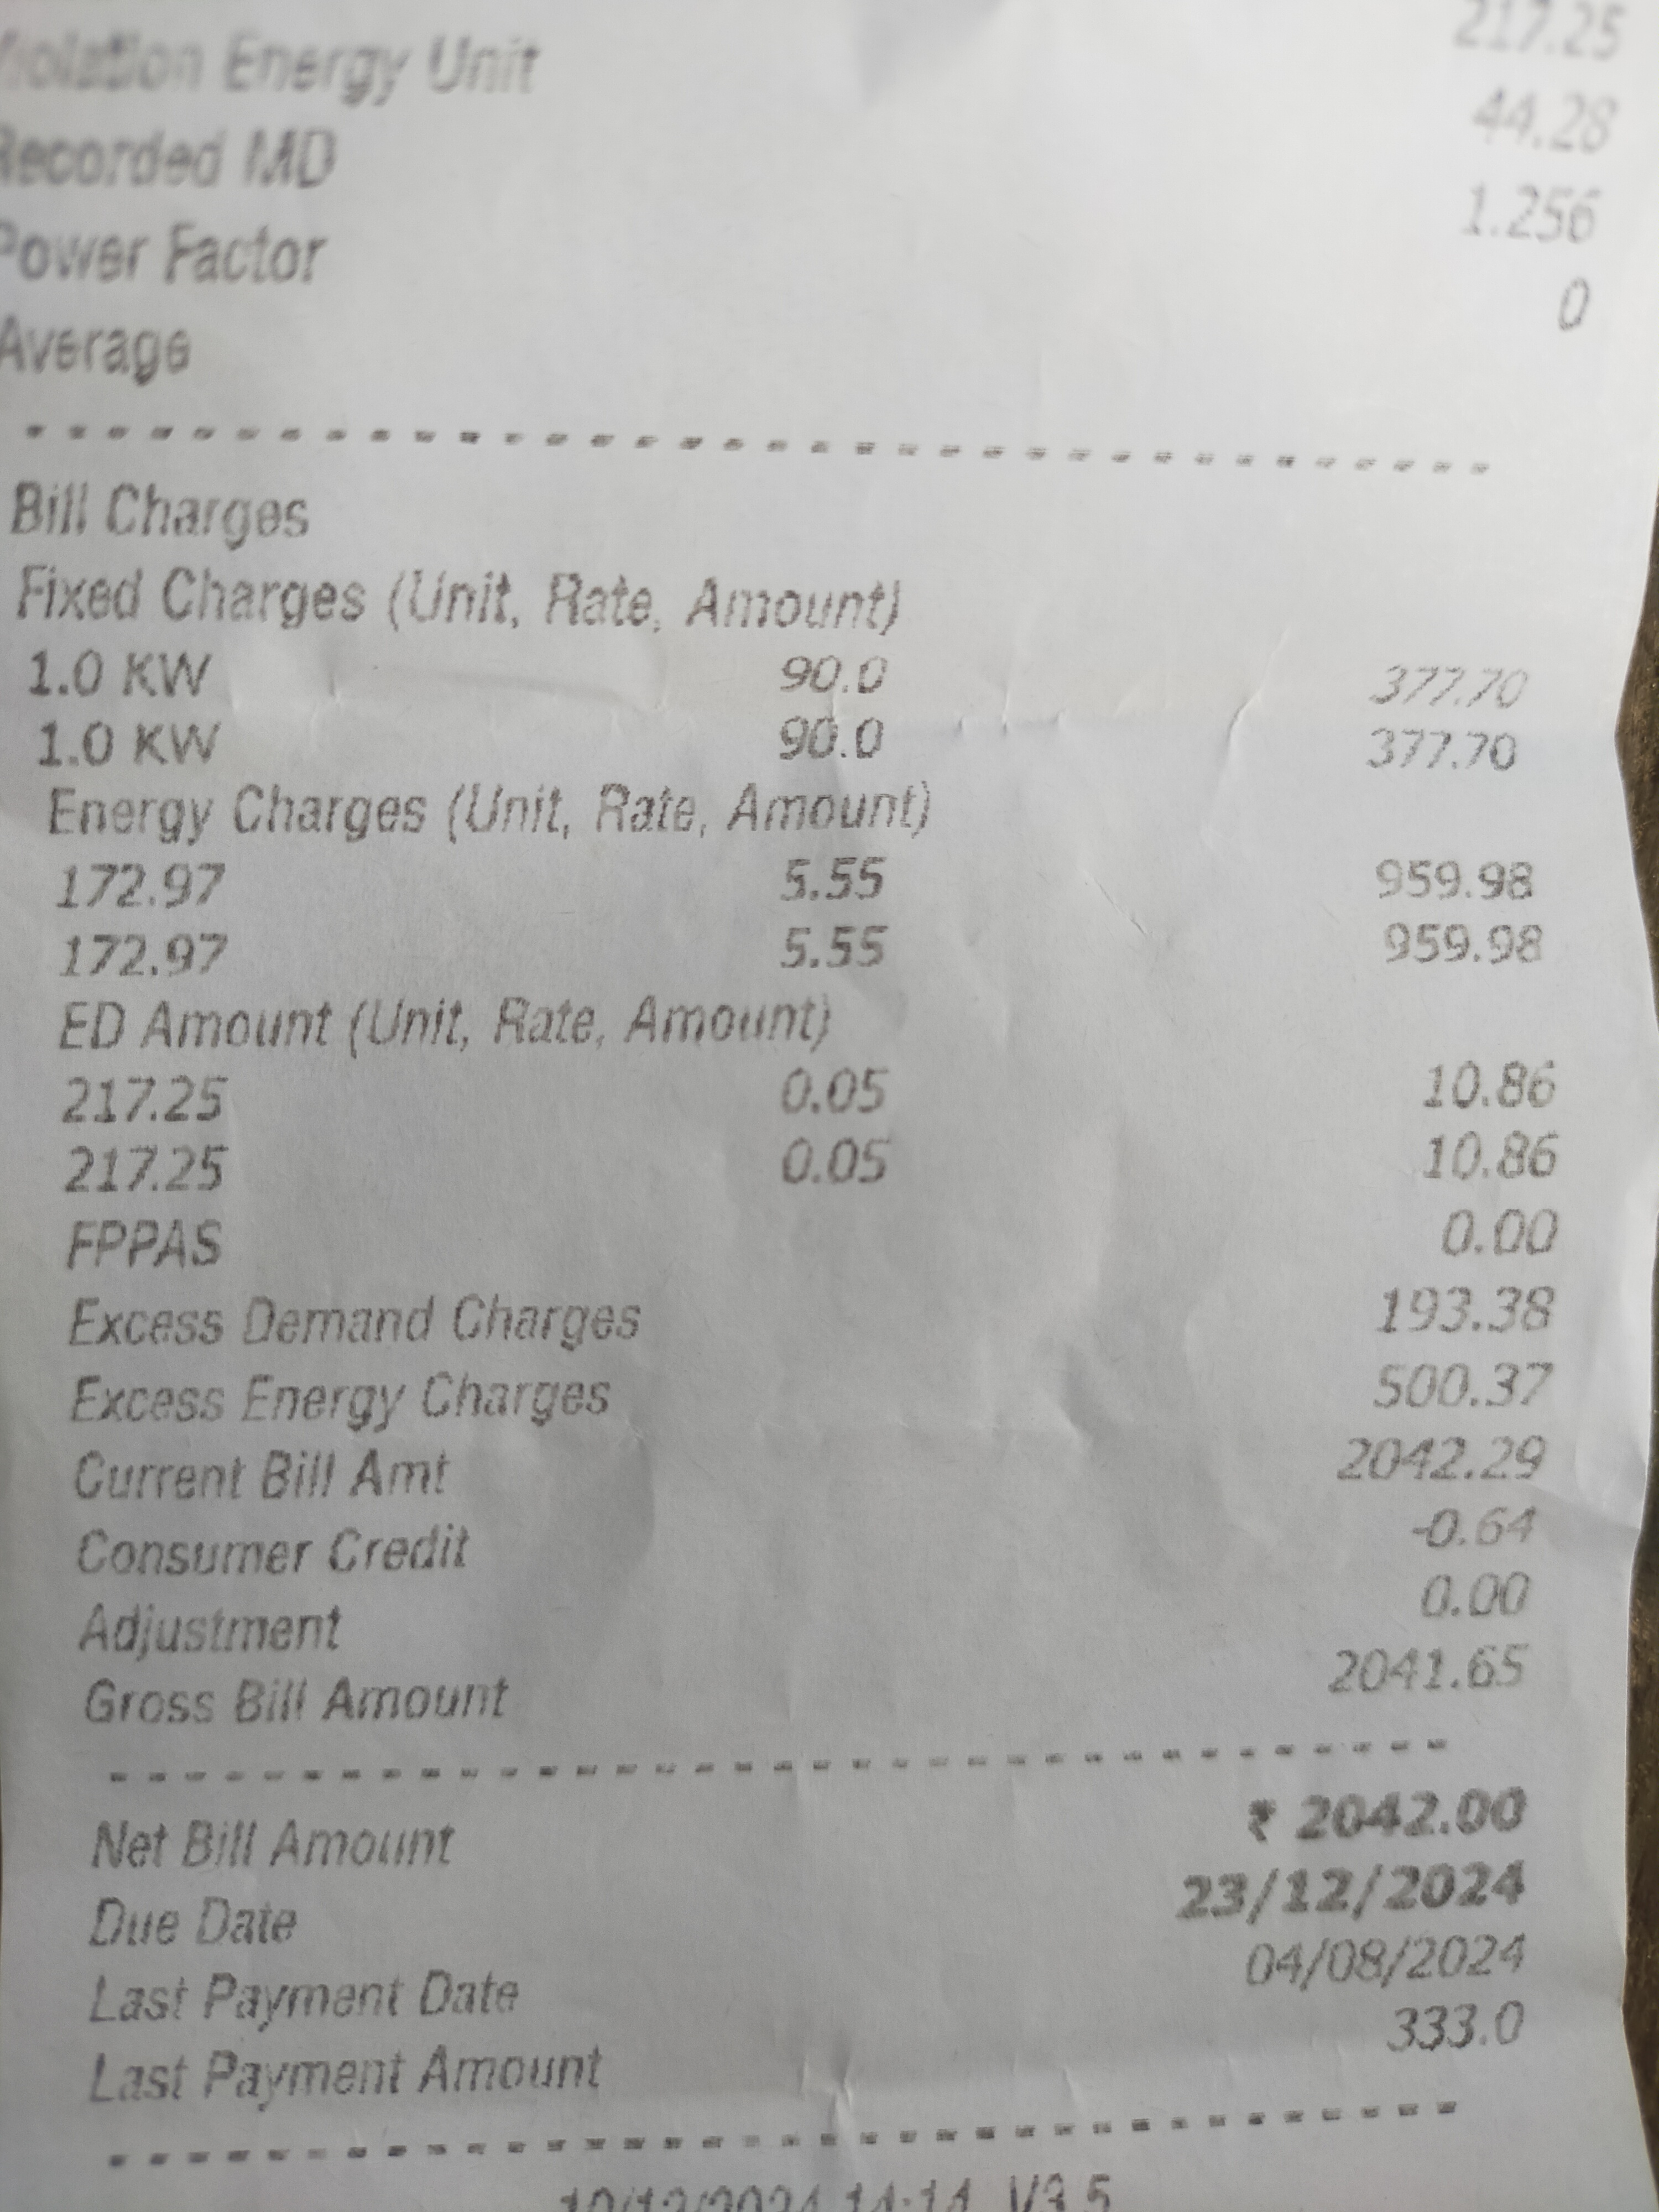 217.25
Violation Energy Unit 44.28
Recorded MD 1.256
Power Factor 0
Average
Bill Charges
Fixed Charges (Unit, Rate, Amount)
1.0 KW 90.0 377.70
1.0 KW 90.0 377.70
Energy Charges (Unit, Rate, Amount)
172.97 5.55 959.98
172.97 5.55 959.98
ED Amount (Unit, Rate, Amount)
217.25 0.05 10.86
217.25 0.05 10.86
FPPAS 0.00
Excess Demand Charges 193.38
Excess Energy Charges 500.37
Current Bill Amt 2042.29
Consumer Credit -0.64
Adjustment 0.00
Gross Bill Amount 2041.65
Net Bill Amount ₹ 2042.00
Due Date 23/12/2024
Last Payment Date 04/08/2024
Last Payment Amount 333.0
14:14 V3.5